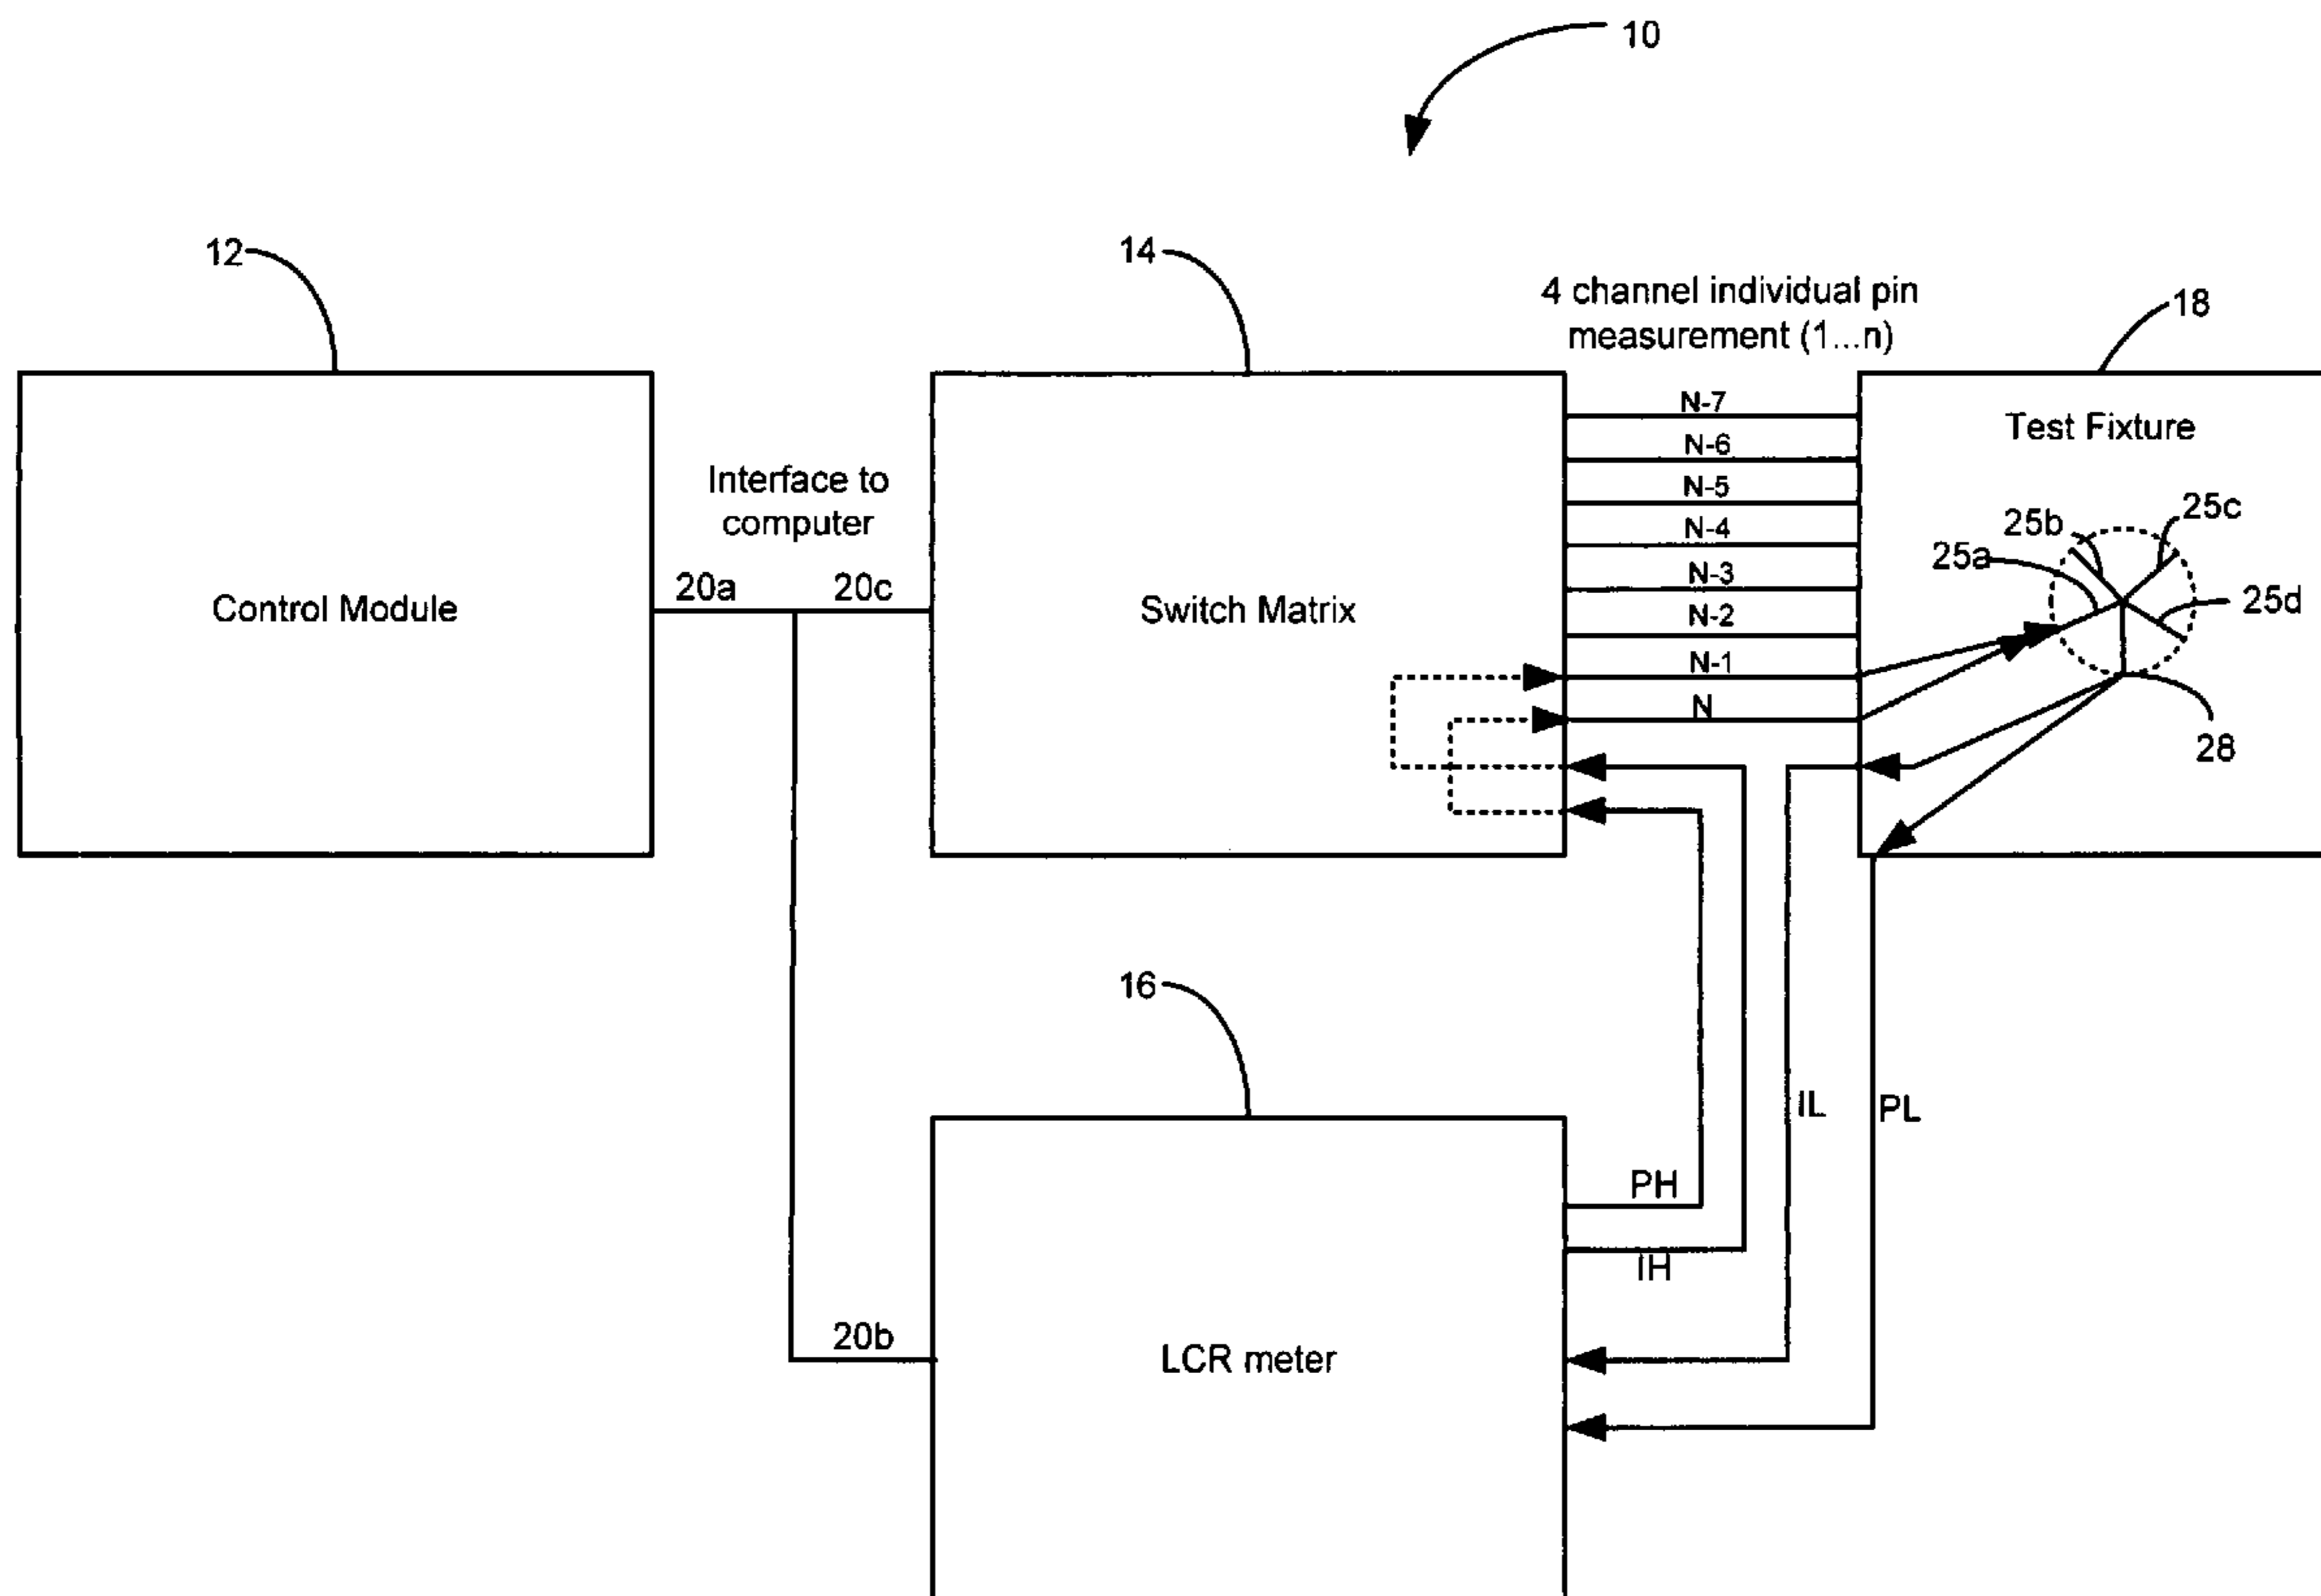 10
12
14
4 channel individual pin
measurement (1...n)
18
N-7
Test Fixture
N-6
Interface to
computer
N-5
25b
25c
N-4
25a
N-3
20a
20c
25d
Control Module
Switch Matrix
N-2
N-1
N
28
16
IL
PL
PH
IH
20b
LCR meter